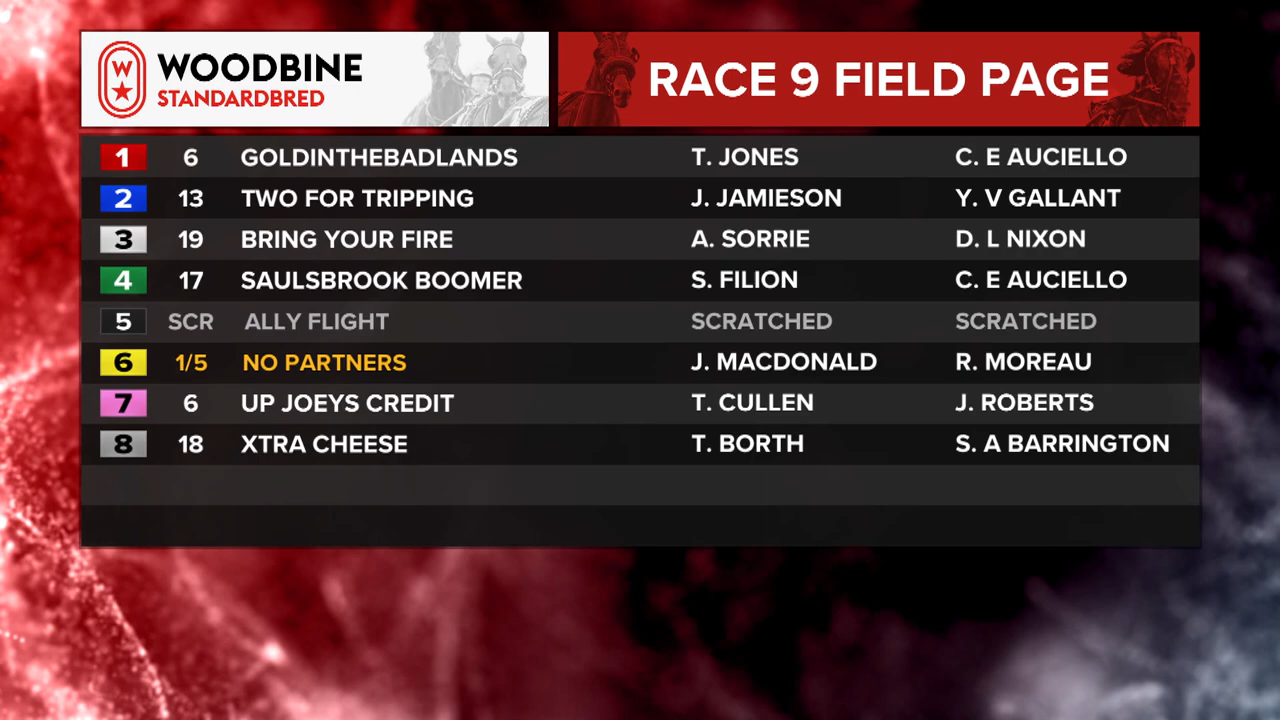 W
WOODBINE
STANDARDBRED
RACE 9 FIELD PAGE
1 6 GOLDINTHEBADLANDS T. JONES C. E AUCIELLO
2 13 TWO FOR TRIPPING J. JAMIESON Y. V GALLANT
3 19 BRING YOUR FIRE A. SORRIE D. L NIXON
4 17 SAULSBROOK BOOMER S. FILION C. E AUCIELLO
5 SCR ALLY FLIGHT SCRATCHED SCRATCHED
6 1/5 NO PARTNERS J. MACDONALD R. MOREAU
7 6 UP JOEYS CREDIT T. CULLEN J. ROBERTS
8 18 XTRA CHEESE T. BORTH S. A BARRINGTON